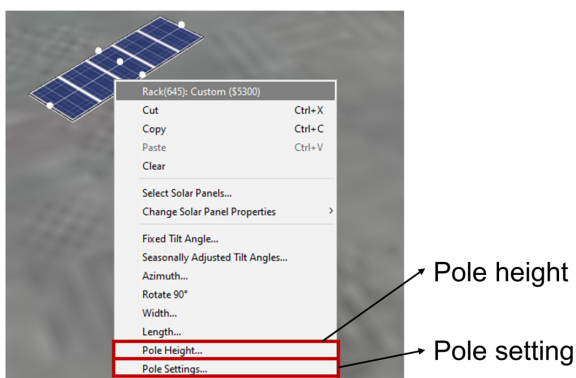 Rack(645): Custom ($5300)
Cut Ctrl+X
Copy Ctrl+C
Paste Ctrl+V
Clear
Select Solar Panels...
Change Solar Panel Properties >
Fixed Tilt Angle...
Seasonally Adjusted Tilt Angles...
Azimuth...
Rotate 90°
Width...
Length...
Pole Height...
Pole Settings...
Pole height
Pole setting